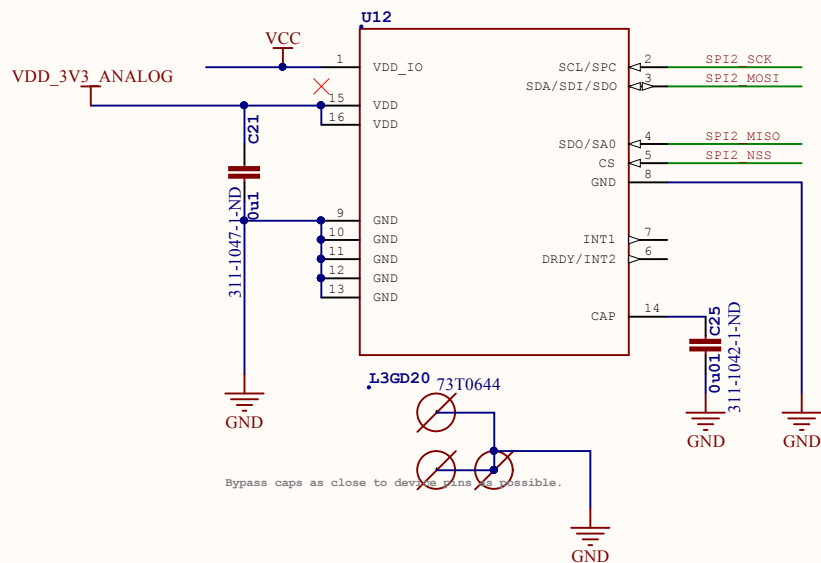 U12
VCC
VDD_3V3_ANALOG
1 VDD_IO
15 VDD
16 VDD
C21
0u1
311-1047-1-ND
9 GND
10 GND
11 GND
12 GND
13 GND
GND
SCL/SPC 2 SPI2_SCK
SDA/SDI/SDO 3 SPI2_MOSI
SDO/SA0 4 SPI2_MISO
CS 5 SPI2_NSS
GND 8
INT1 7
DRDY/INT2 6
CAP 14
C25
0u01
311-1042-1-ND
GND
GND
L3GD20 73T0644
Bypass caps as close to device pins as possible.
GND